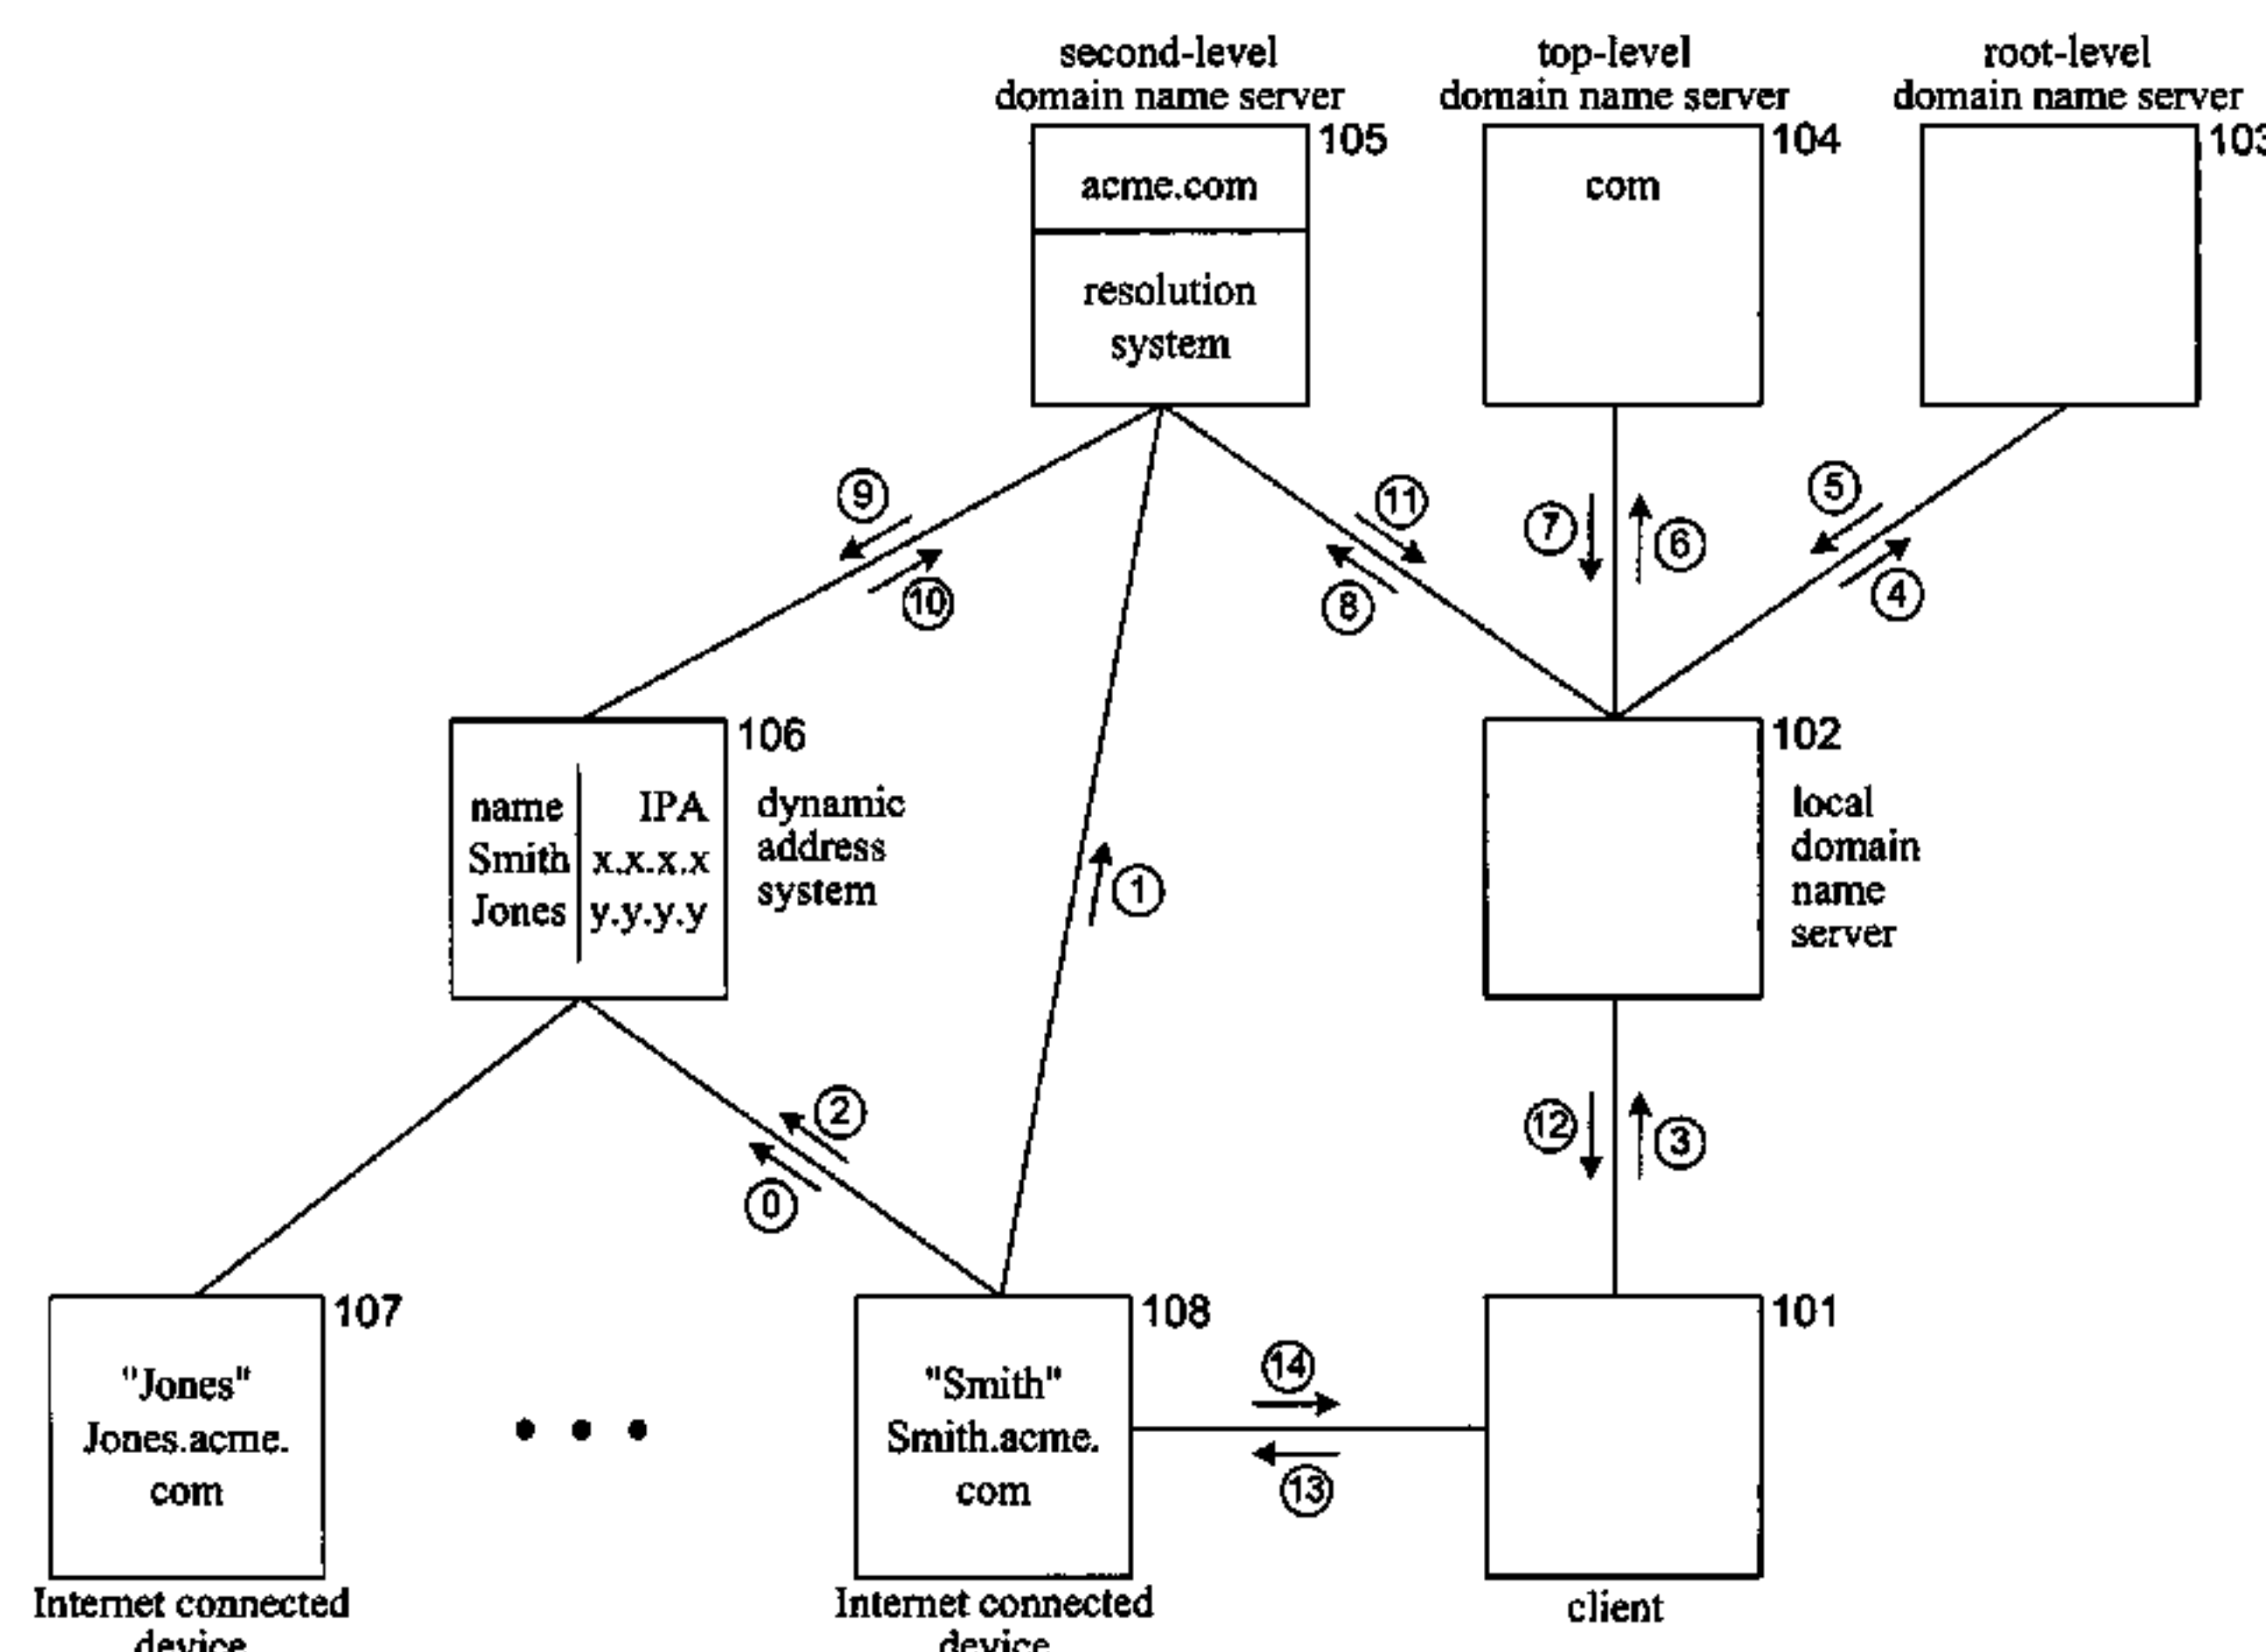 second-level
domain name server
top-level
domain name server
root-level
domain name server
105
acme.com
resolution
system
104
com
103
9
10
11
8
7
6
5
4
106
name IPA
Smith x.x.x.x
Jones y.y.y.y
dynamic
address
system
1
102
local
domain
name
server
2
0
12
3
107
"Jones"
Jones.acme.
com
Internet connected
device
108
"Smith"
Smith.acme.
com
Internet connected
device
14
13
101
client